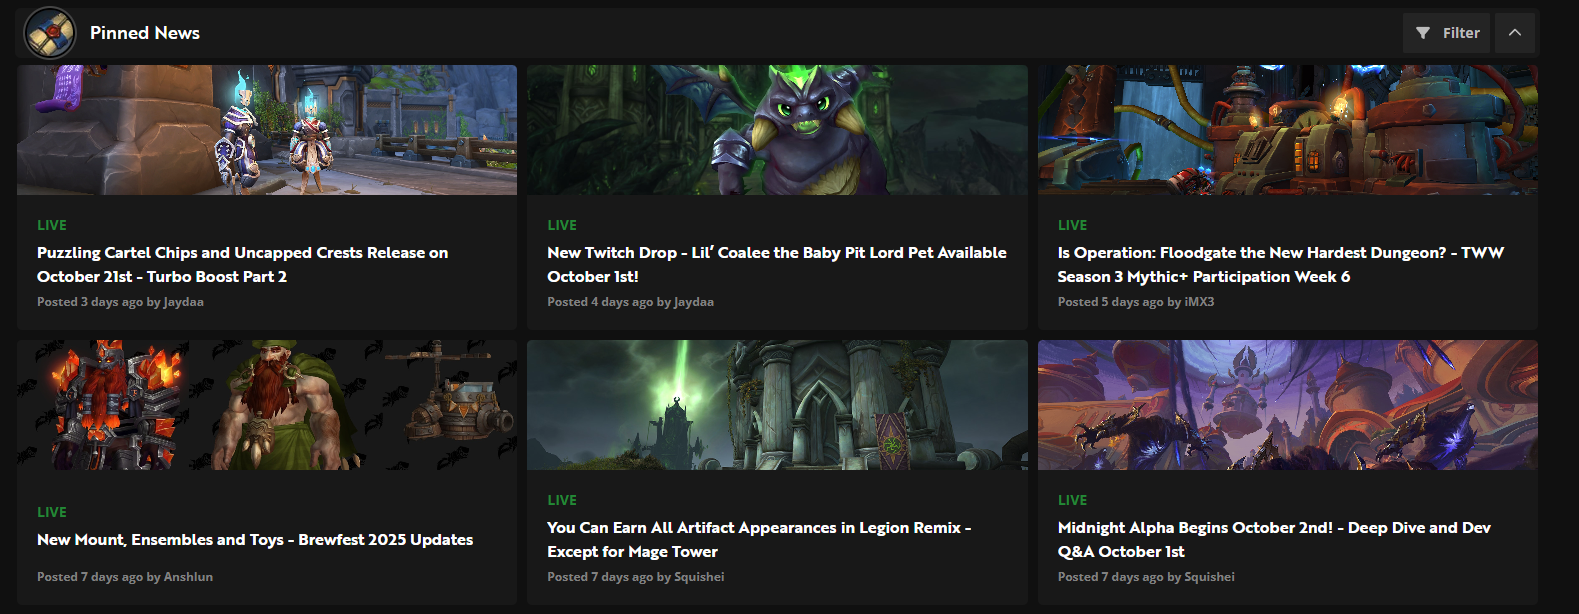 Pinned News
Filter
LIVE
Puzzling Cartel Chips and Uncapped Crests Release on
October 21st - Turbo Boost Part 2
Posted 3 days ago by Jaydaa
LIVE
New Twitch Drop - Lil’ Coalee the Baby Pit Lord Pet Available
October 1st!
Posted 4 days ago by Jaydaa
LIVE
Is Operation: Floodgate the New Hardest Dungeon? - TWW
Season 3 Mythic+ Participation Week 6
Posted 5 days ago by iMX3
LIVE
New Mount, Ensembles and Toys - Brewfest 2025 Updates
Posted 7 days ago by Anshlun
LIVE
You Can Earn All Artifact Appearances in Legion Remix -
Except for Mage Tower
Posted 7 days ago by Squishei
LIVE
Midnight Alpha Begins October 2nd! - Deep Dive and Dev
Q&A October 1st
Posted 7 days ago by Squishei